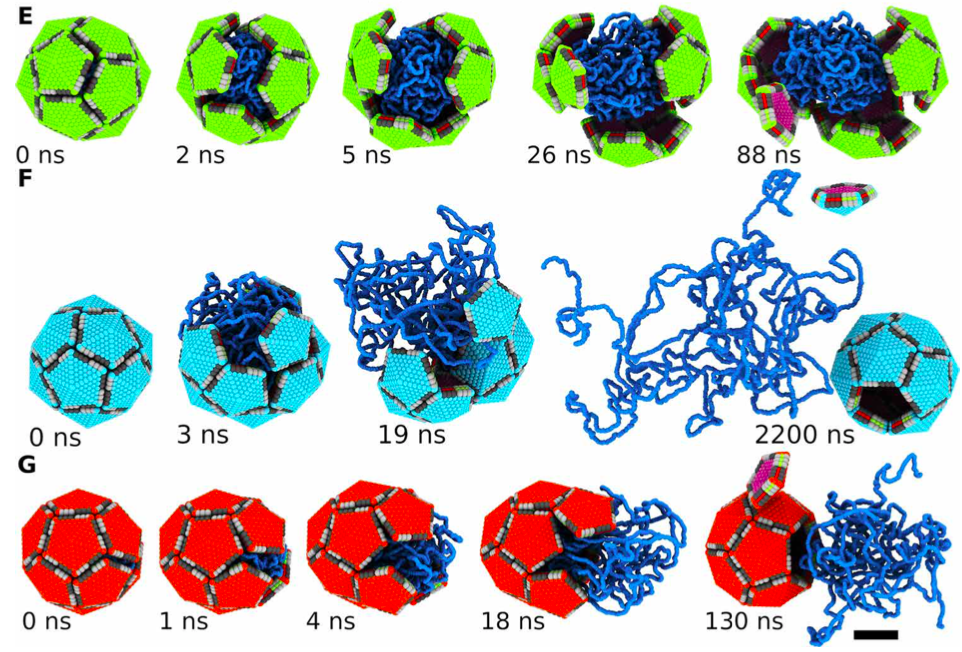 E
0 ns 2 ns 5 ns 26 ns 88 ns
F
0 ns 3 ns 19 ns 2200 ns
G
0 ns 1 ns 4 ns 18 ns 130 ns